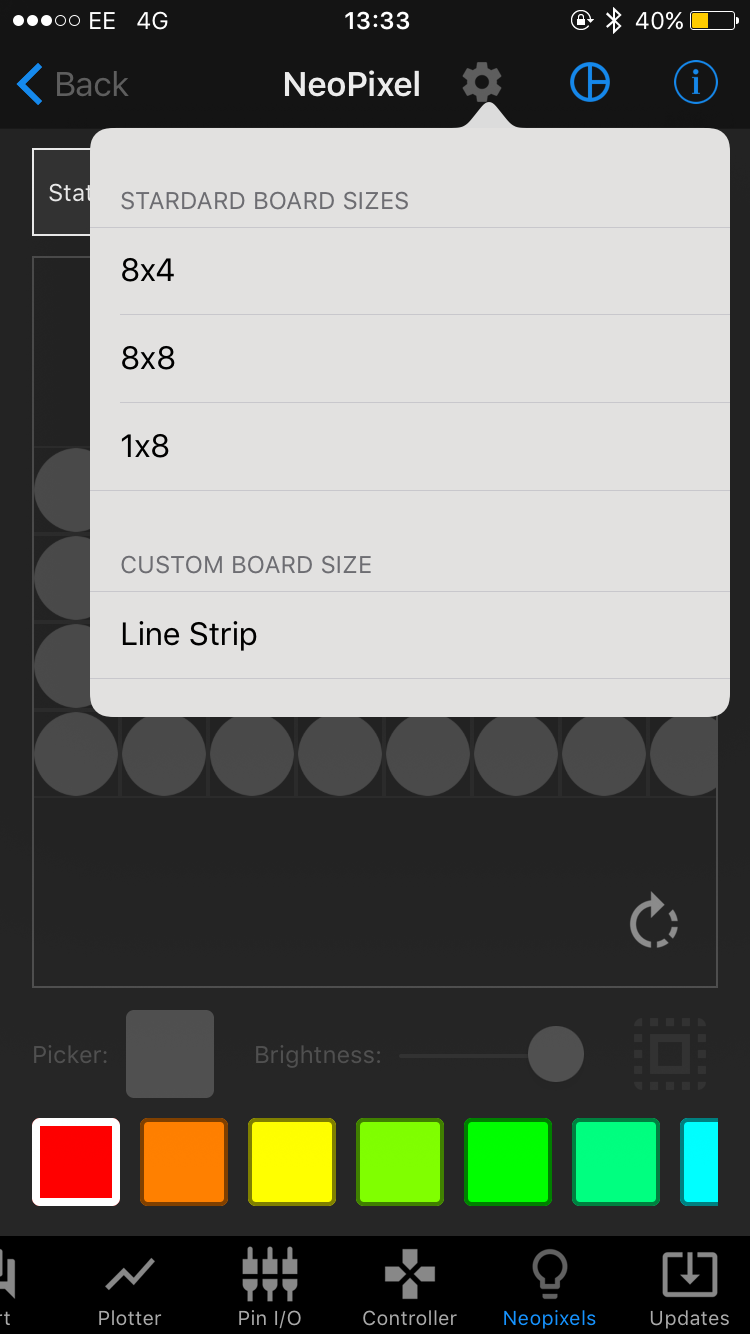 EE 4G 13:33 40%
Back NeoPixel
Stat
STARDARD BOARD SIZES
8x4
8x8
1x8
CUSTOM BOARD SIZE
Line Strip
Picker: Brightness:
rt Plotter Pin I/O Controller Neopixels Updates